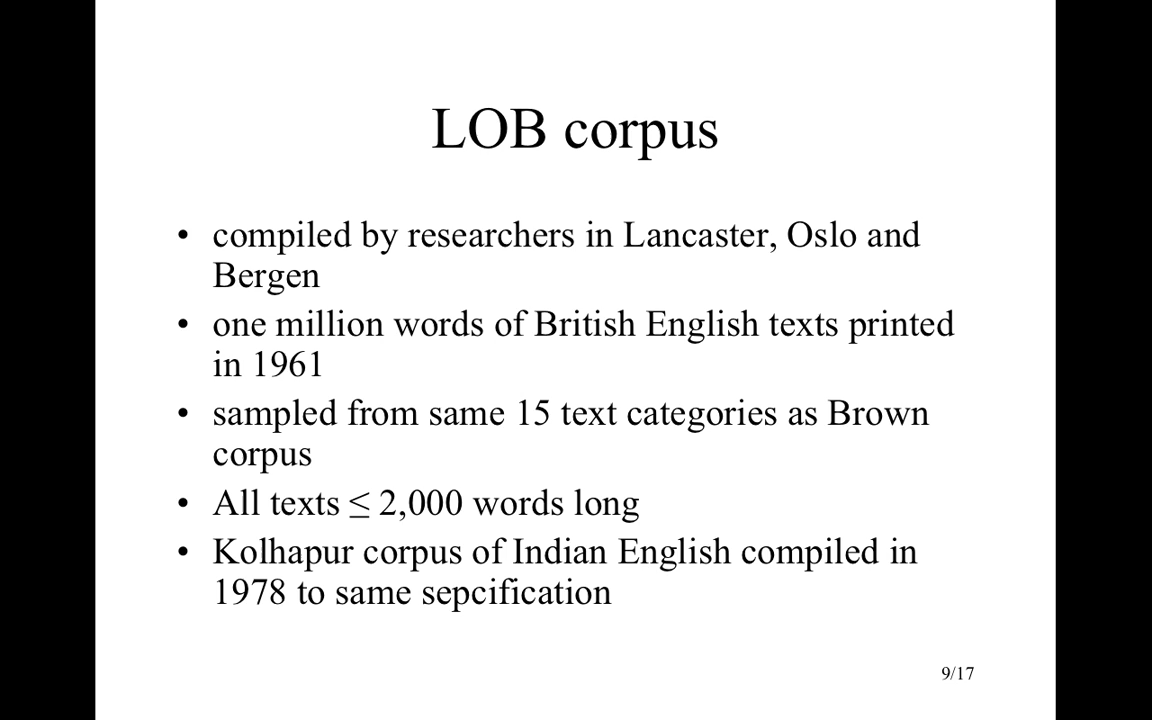 LOB corpus
• compiled by researchers in Lancaster, Oslo and
Bergen
• one million words of British English texts printed
in 1961
• sampled from same 15 text categories as Brown
corpus
• All texts ≤ 2,000 words long
• Kolhapur corpus of Indian English compiled in
1978 to same sepcification
9/17